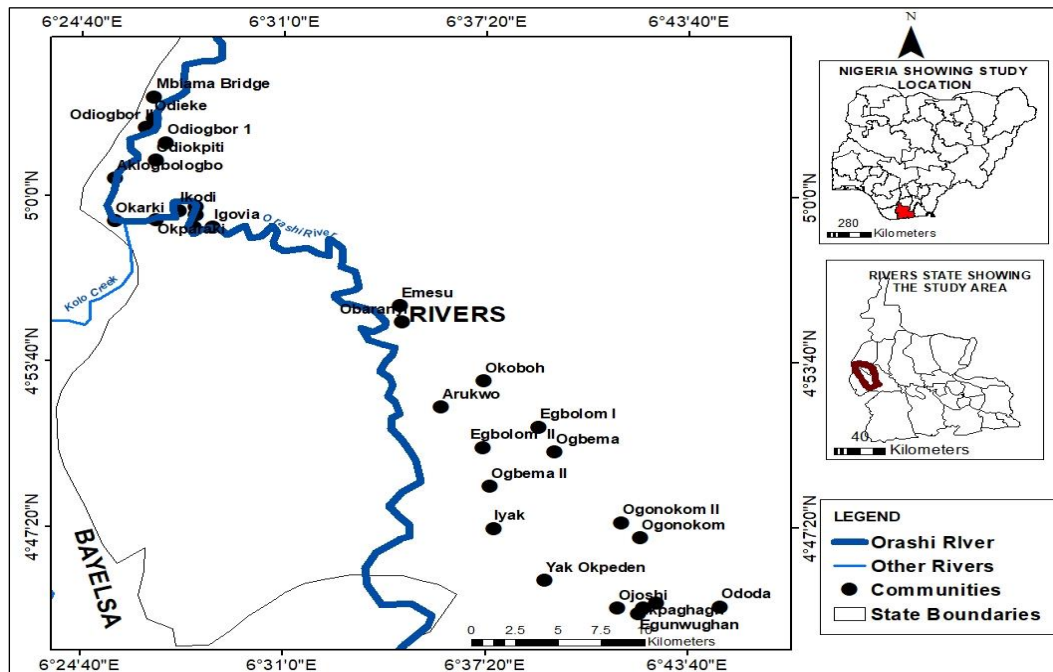 6°24'40"E
6°31'0"E
6°37'20"E
6°43'40"E
N
Mbiama Bridge
Odieke
Odiogbor II
Odiogbor 1
Odiokpiti
Aklogbologbo
5°0'0"N
5°0'0"N
Ikodi
Okarki
Igovia
Okparaki
Orashi River
Kolo Creek
Emesu
Obarany
RIVERS
4°53'40"N
4°53'40"N
Okoboh
Arukwo
Egbolom I
Egbolom II
Ogbema
Ogbema II
Iyak
Ogonokom II
Ogonokom
4°47'20"N
4°47'20"N
BAYELSA
Yak Okpeden
Ojoshi
Ododa
Egunwughan
0 2.5 5 7.5 10
Kilometers
6°24'40"E
6°31'0"E
6°37'20"E
6°43'40"E
NIGERIA SHOWING STUDY
LOCATION
280
Kilometers
RIVERS STATE SHOWING
THE STUDY AREA
40
Kilometers
LEGEND
Orashi RIver
Other Rivers
Communities
State Boundaries